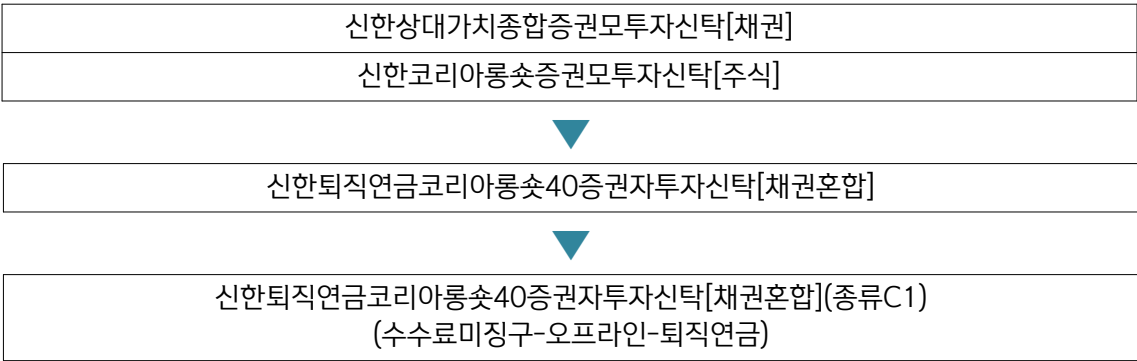 신한상대가치종합증권모투자신탁[채권]
신한코리아롱숏증권모투자신탁[주식]
신한퇴직연금코리아롱숏40증권자투자신탁[채권혼합]
신한퇴직연금코리아롱숏40증권자투자신탁[채권혼합](종류C1)
(수수료미징구-오프라인-퇴직연금)